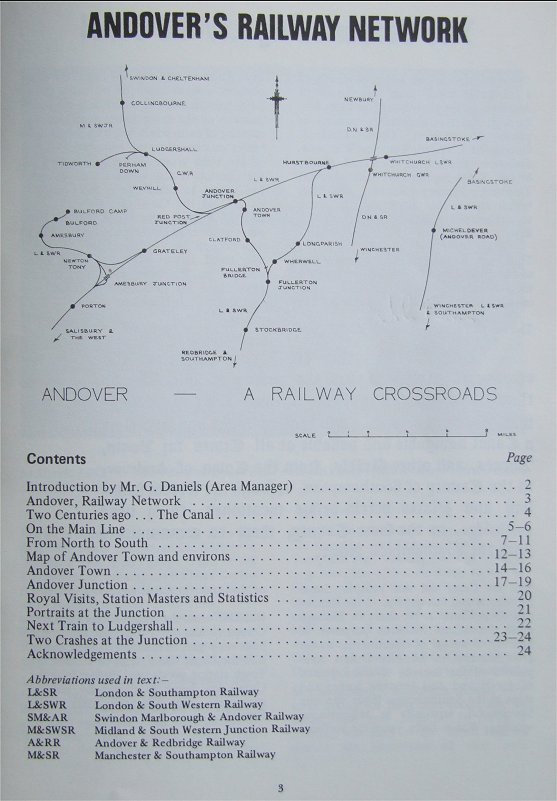 ANDOVER'S RAILWAY NETWORK
SWINDON & CHELTENHAM
COLLINGBOURNE
NEWBURY
M & SWJR
D.N & SR
BASINGSTOKE
LUDGERSHALL
TIDWORTH
PERHAM
DOWN
HURSTBOURNE
WHITCHURCH L&WR
WHITCHURCH GWR
G.W.R
L & SWR
WEYHILL
ANDOVER
JUNCTION
L & SWR
BASINGSTOKE
BULFORD CAMP
BULFORD
RED POST
JUNCTION
ANDOVER
TOWN
D.N & SR
L & SWR
AMESBURY
CLATFORD
LONGPARISH
MICHELDEVER
(ANDOVER ROAD)
L & SWR
NEWTON
TONY
GRATELEY
WINCHESTER
WHERWELL
FULLERTON
BRIDGE
AMESBURY JUNCTION
FULLERTON
JUNCTION
PORTON
L & SWR
WINCHESTER L & SWR
& SOUTHAMPTON
SALISBURY &
THE WEST
STOCKBRIDGE
REDBRIDGE &
SOUTHAMPTON
ANDOVER — A RAILWAY CROSSROADS
SCALE MILES
Contents Page
Introduction by Mr. G. Daniels (Area Manager) 2
Andover, Railway Network 3
Two Centuries ago . . . The Canal 4
On the Main Line 5–6
From North to South 7–11
Map of Andover Town and environs 12–13
Andover Town 14–16
Andover Junction 17–19
Royal Visits, Station Masters and Statistics 20
Portraits at the Junction 21
Next Train to Ludgershall 22
Two Crashes at the Junction 23–24
Acknowledgements 24
Abbreviations used in text:–
L&SR London & Southampton Railway
L&SWR London & South Western Railway
SM&AR Swindon Marlborough & Andover Railway
M&SWSR Midland & South Western Junction Railway
A&RR Andover & Redbridge Railway
M&SR Manchester & Southampton Railway
3